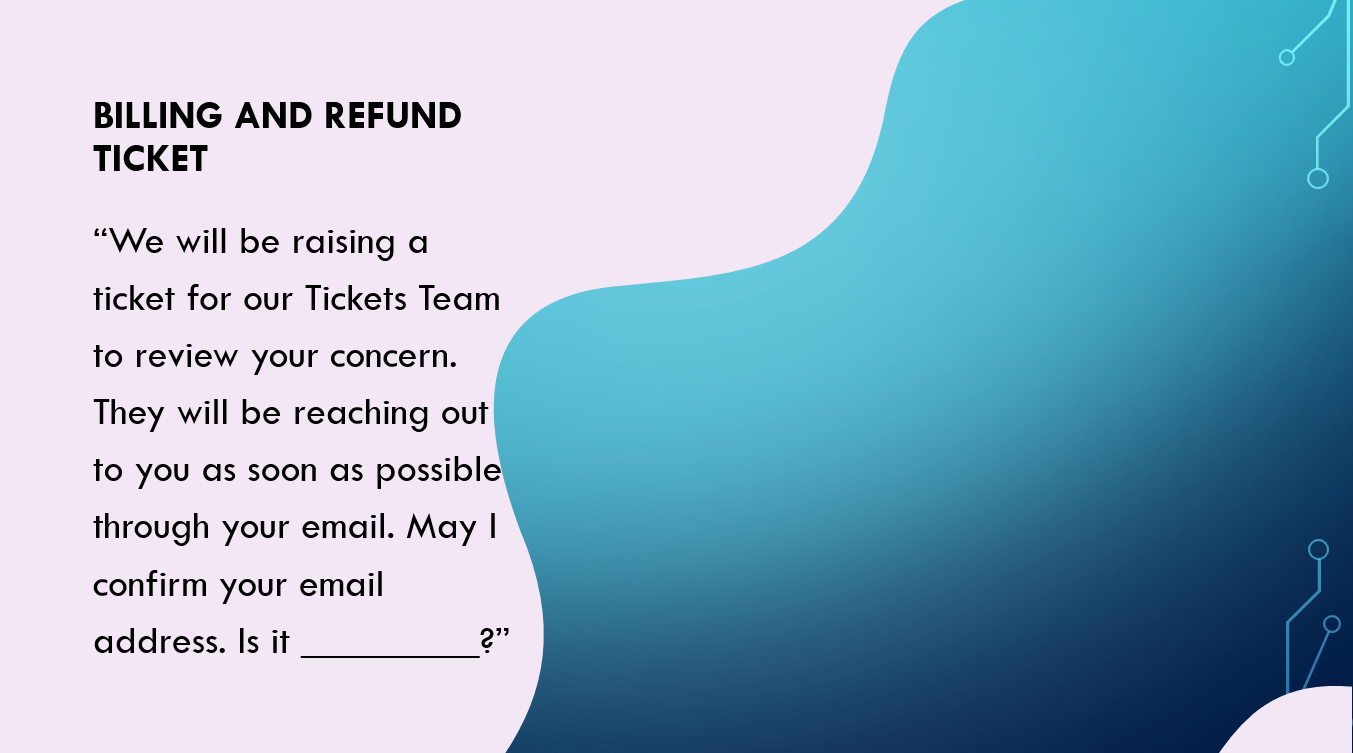 BILLING AND REFUND
TICKET
“We will be raising a
ticket for our Tickets Team
to review your concern.
They will be reaching out
to you as soon as possible
through your email. May I
confirm your email
address. Is it __________?”